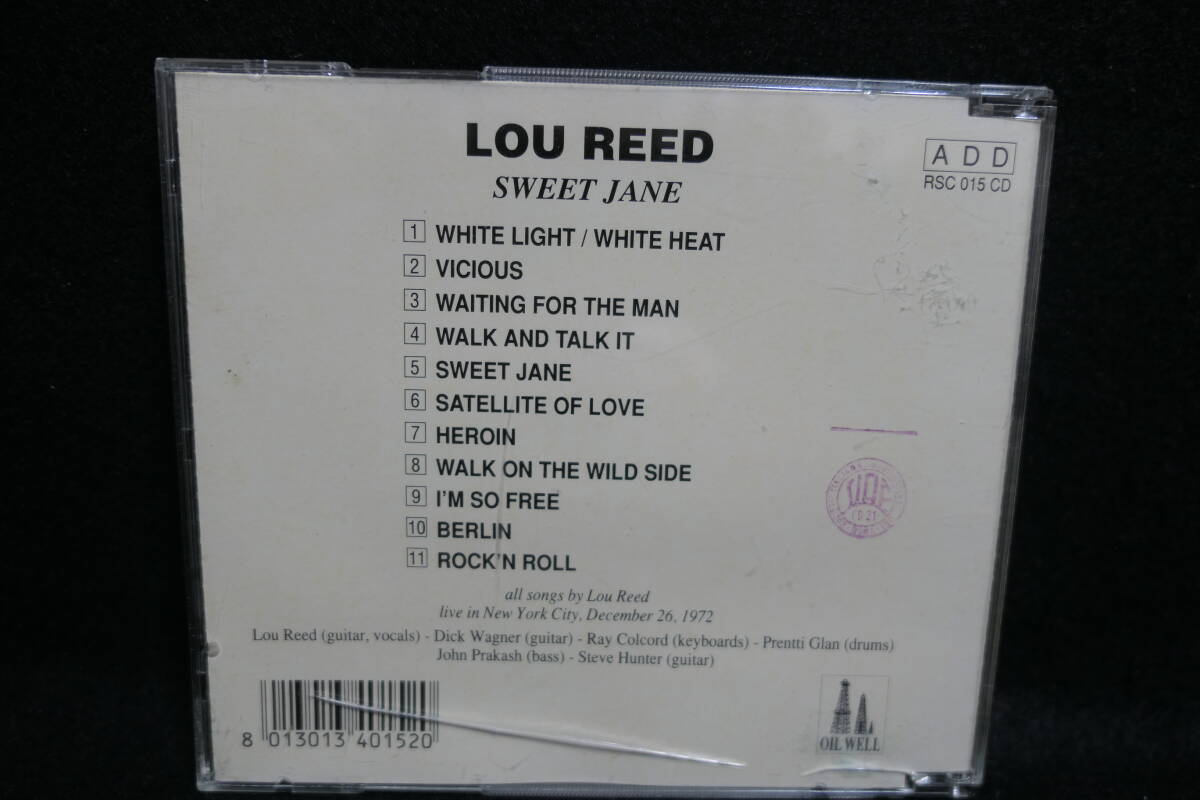 LOU REED
SWEET JANE
A D D
RSC 015 CD
1 WHITE LIGHT / WHITE HEAT
2 VICIOUS
3 WAITING FOR THE MAN
4 WALK AND TALK IT
5 SWEET JANE
6 SATELLITE OF LOVE
7 HEROIN
8 WALK ON THE WILD SIDE
9 I'M SO FREE
10 BERLIN
11 ROCK'N ROLL
all songs by Lou Reed
live in New York City, December 26, 1972
Lou Reed (guitar, vocals) - Dick Wagner (guitar) - Ray Colcord (keyboards) - Prentti Glan (drums)
John Prakash (bass) - Steve Hunter (guitar)
8 013013 401520
OIL WELL